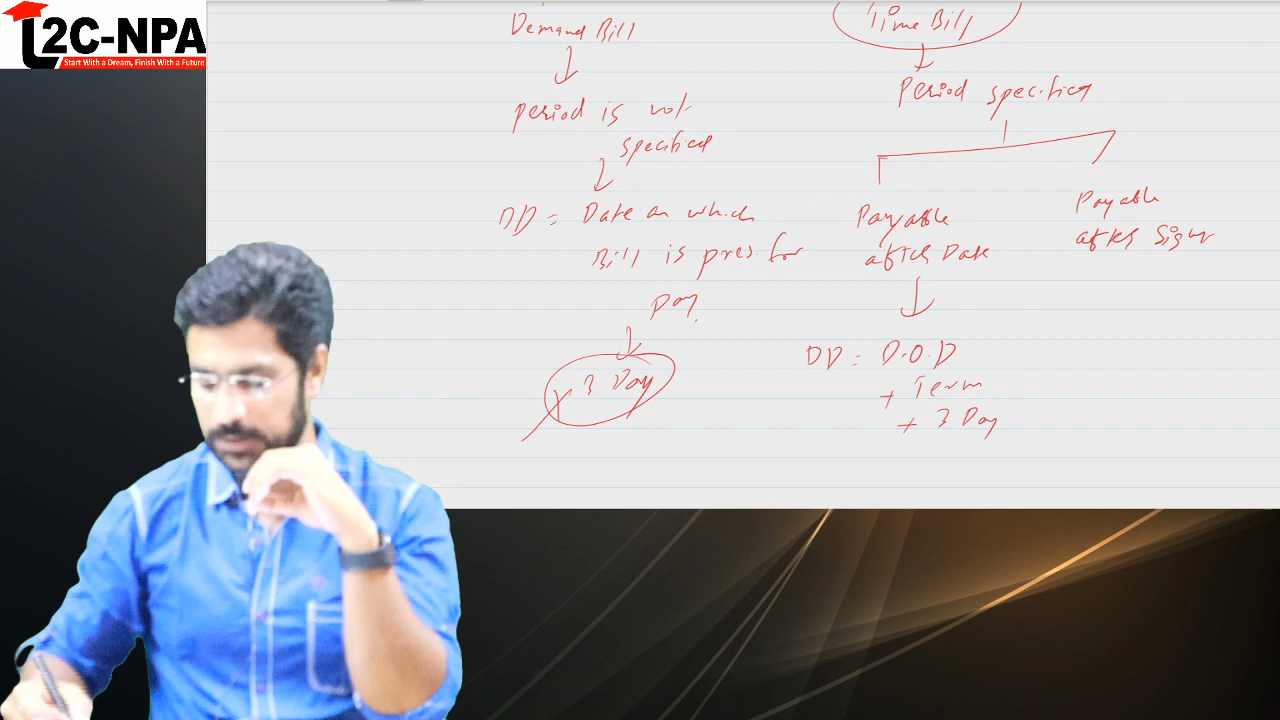 L2C-NPA
Start With a Dream, Finish With a Future
Demand Bill
period is not
specified
DD = Date on which
Bill is pres. for
pay.
x 3 Day
Time Bill
Period specified
Payable
after Date
DD = D.O.D
+ Term
+ 3 Day
Payable
after Sight